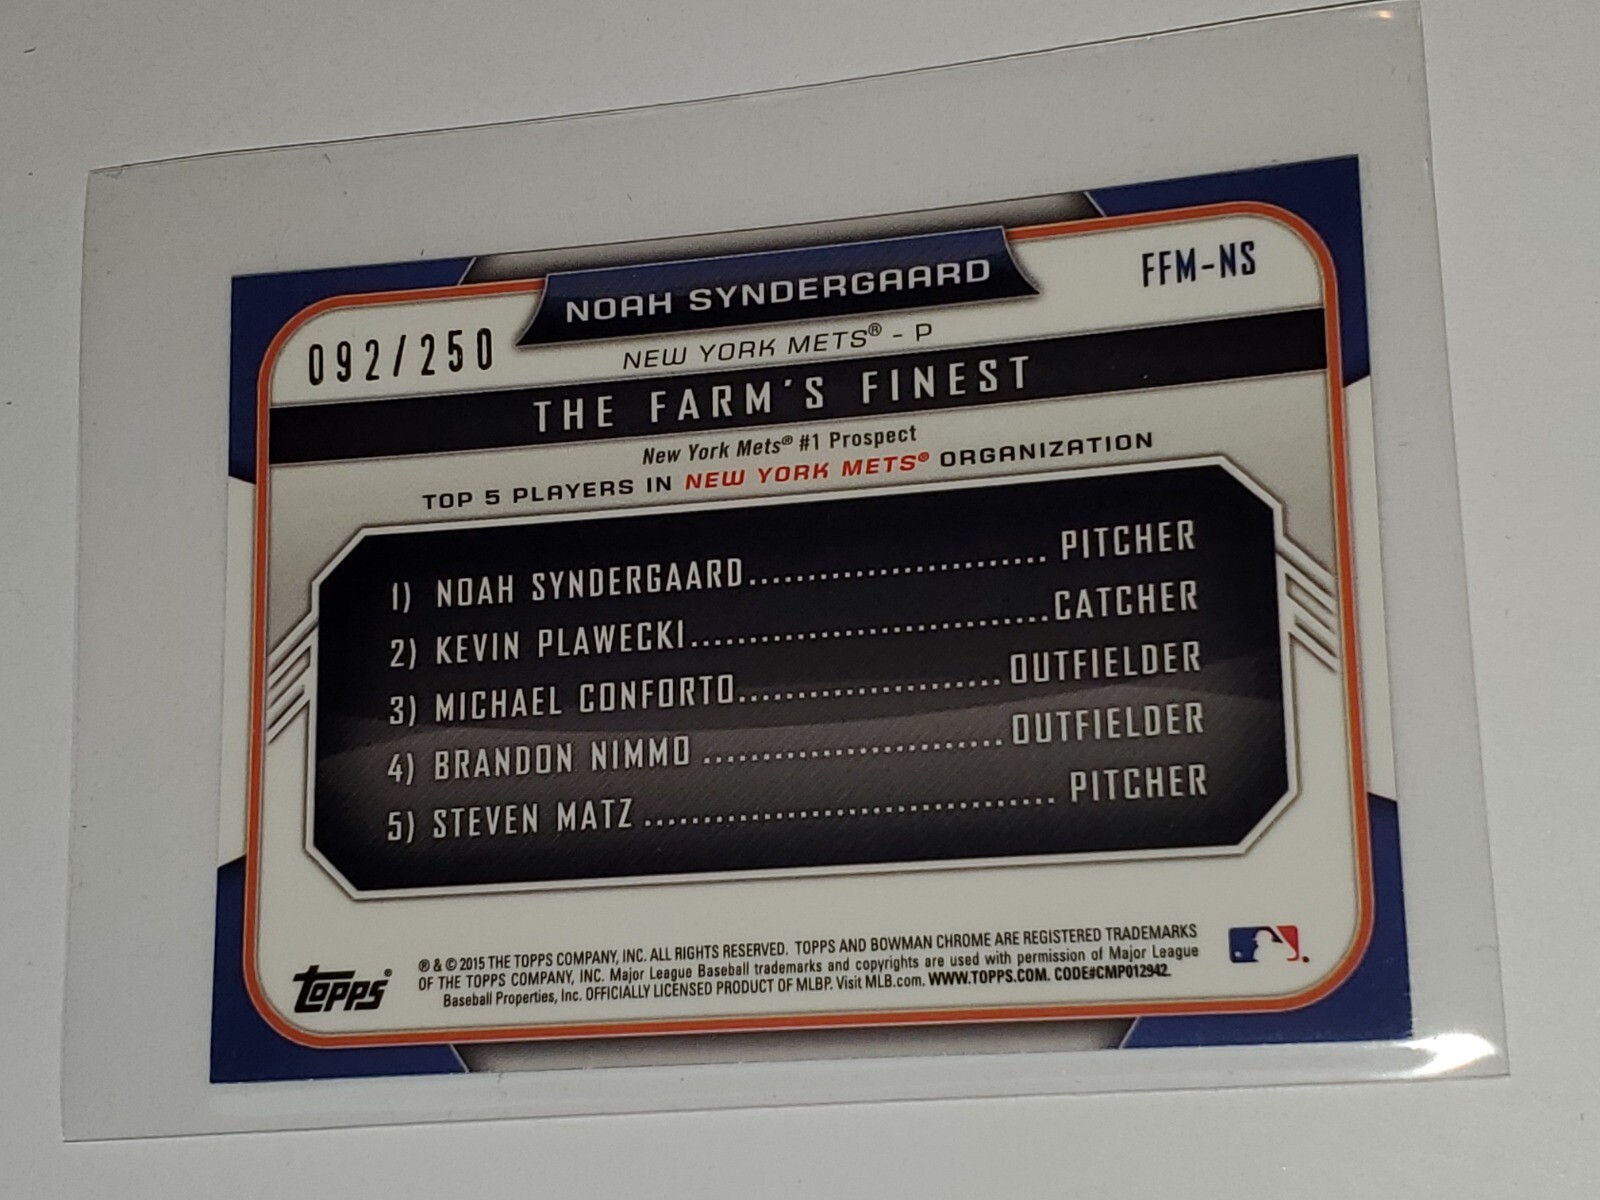 NOAH SYNDERGAARD
FFM-NS
092/250
NEW YORK METS® - P
THE FARM'S FINEST
New York Mets® #1 Prospect
TOP 5 PLAYERS IN NEW YORK METS® ORGANIZATION
1) NOAH SYNDERGAARD.......................... PITCHER
2) KEVIN PLAWECKI...............................CATCHER
3) MICHAEL CONFORTO....................... OUTFIELDER
4) BRANDON NIMMO ..........................OUTFIELDER
5) STEVEN MATZ .................................... PITCHER
® & © 2015 THE TOPPS COMPANY, INC. ALL RIGHTS RESERVED. TOPPS AND BOWMAN CHROME ARE REGISTERED TRADEMARKS
OF THE TOPPS COMPANY, INC. Major League Baseball trademarks and copyrights are used with permission of Major League
Baseball Properties, Inc. OFFICIALLY LICENSED PRODUCT OF MLBP. Visit MLB.com. WWW.TOPPS.COM. CODE#CMP012942.
Topps®